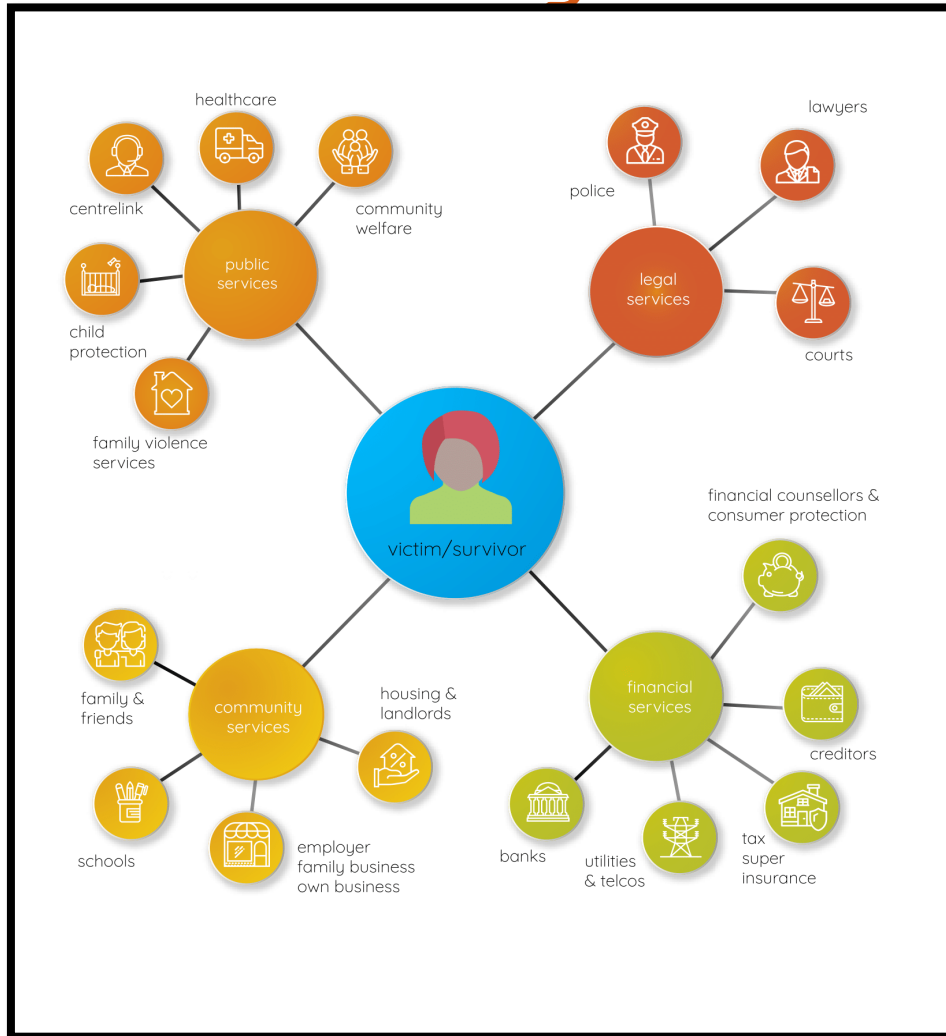 healthcare
centrelink
community
welfare
public
services
child
protection
family violence
services
police
lawyers
legal
services
courts
victim/survivor
family &
friends
community
services
housing &
landlords
schools
employer
family business
own business
financial counsellors &
consumer protection
financial
services
creditors
banks
utilities
& telcos
tax
super
insurance